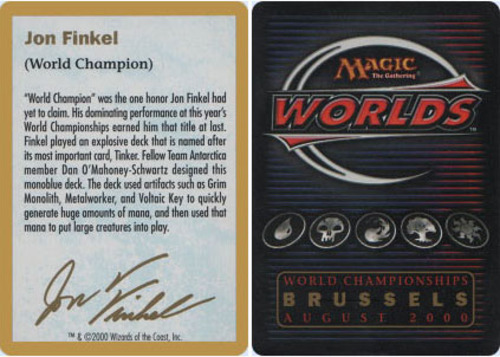 Jon Finkel
(World Champion)
"World Champion" was the one honor Jon Finkel had
yet to claim. His dominating performance at this year's
World Championships earned him that title at last.
Finkel played an explosive deck that is named after
its most important card, Tinker. Fellow Team Antarctica
member Dan O'Mahoney-Schwartz designed this
monoblue deck. The deck used artifacts such as Grim
Monolith, Metalworker, and Voltaic Key to quickly
generate huge amounts of mana, and then used that
mana to put large creatures into play.
Jon Finkel
™ & ©2000 Wizards of the Coast, Inc.
MAGIC
The Gathering®
WORLDS™
WORLD CHAMPIONSHIPS
BRUSSELS
AUGUST 2000